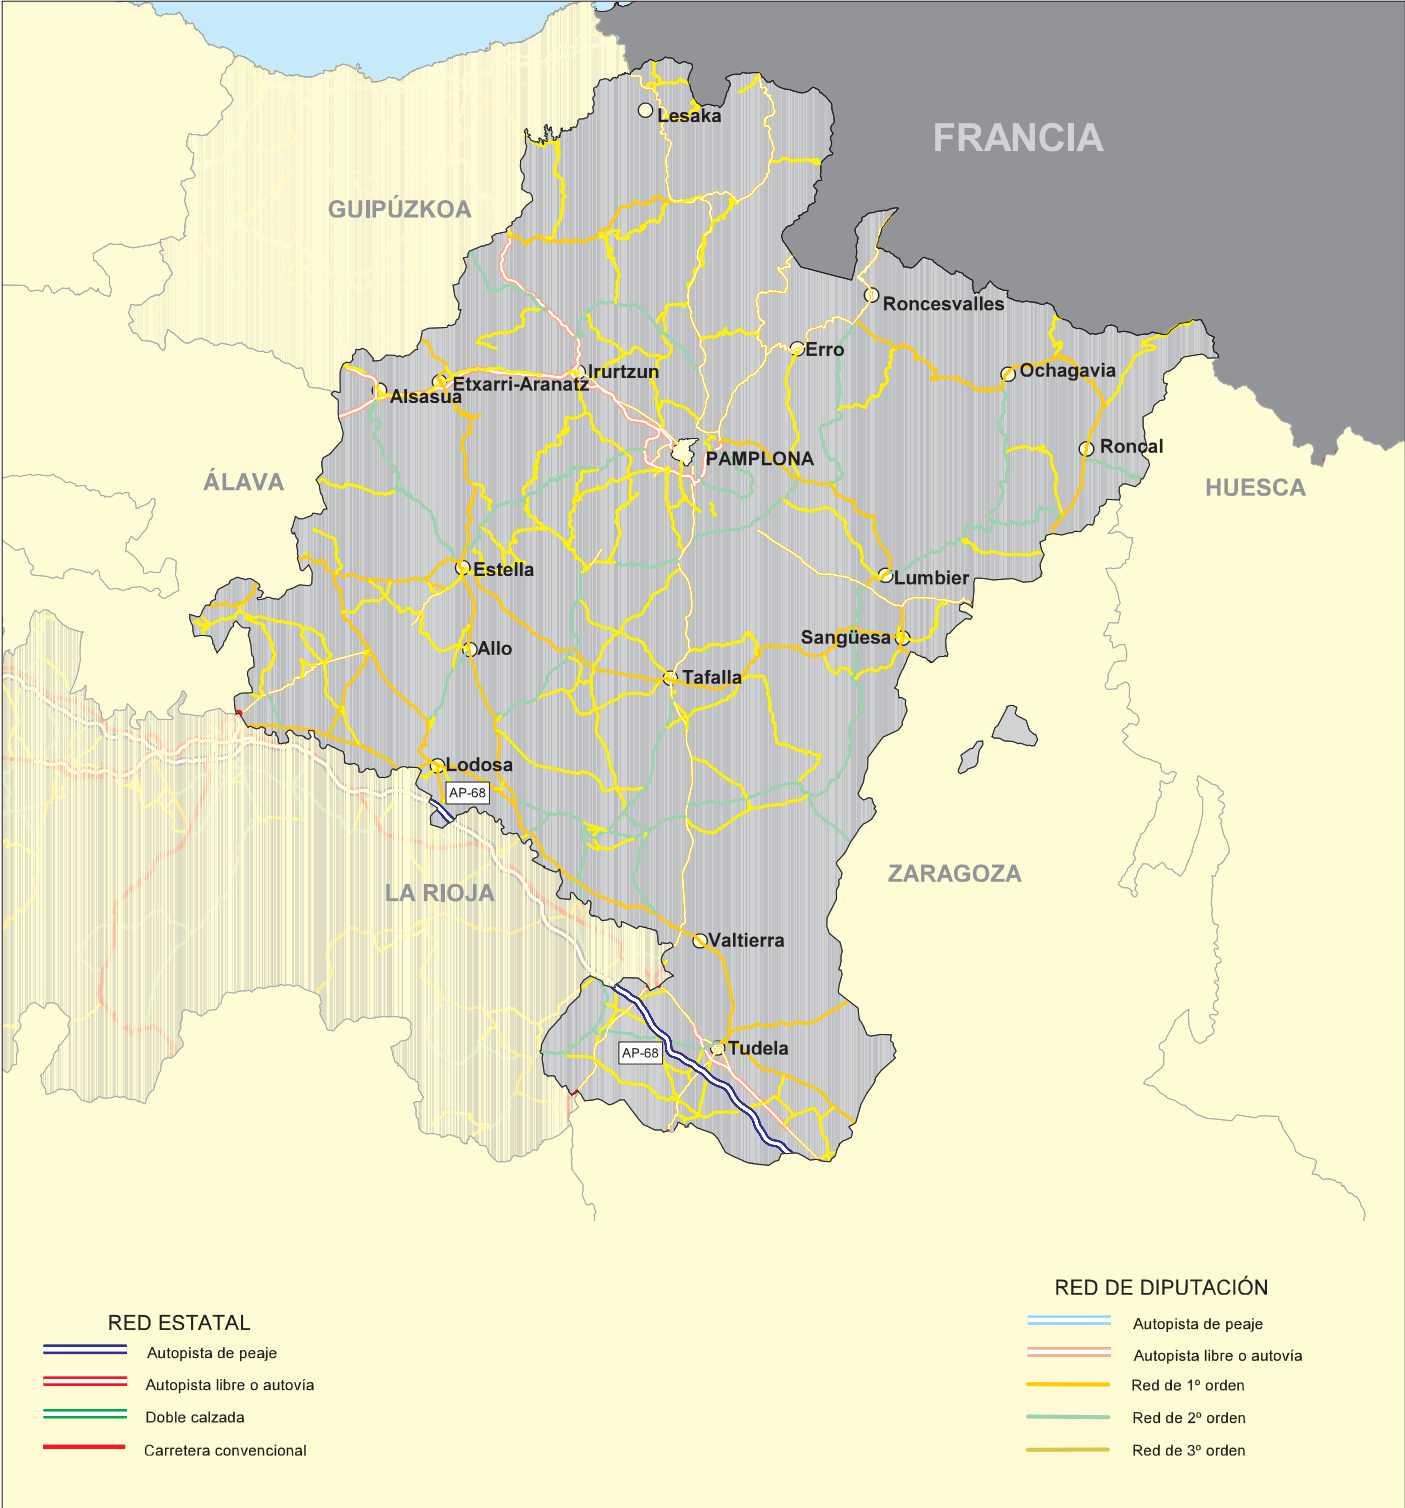 FRANCIA
Lesaka
GUIPÚZKOA
Roncesvalles
Erro
Irurtzun
Ochagavia
Etxarri-Aranatz
Alsasua
Roncal
PAMPLONA
ÁLAVA
HUESCA
Estella
Lumbier
Sangüesa
Allo
Tafalla
Lodosa
AP-68
ZARAGOZA
LA RIOJA
Valtierra
Tudela
AP-68
RED ESTATAL
Autopista de peaje
Autopista libre o autovía
Doble calzada
Carretera convencional
RED DE DIPUTACIÓN
Autopista de peaje
Autopista libre o autovía
Red de 1º orden
Red de 2º orden
Red de 3º orden